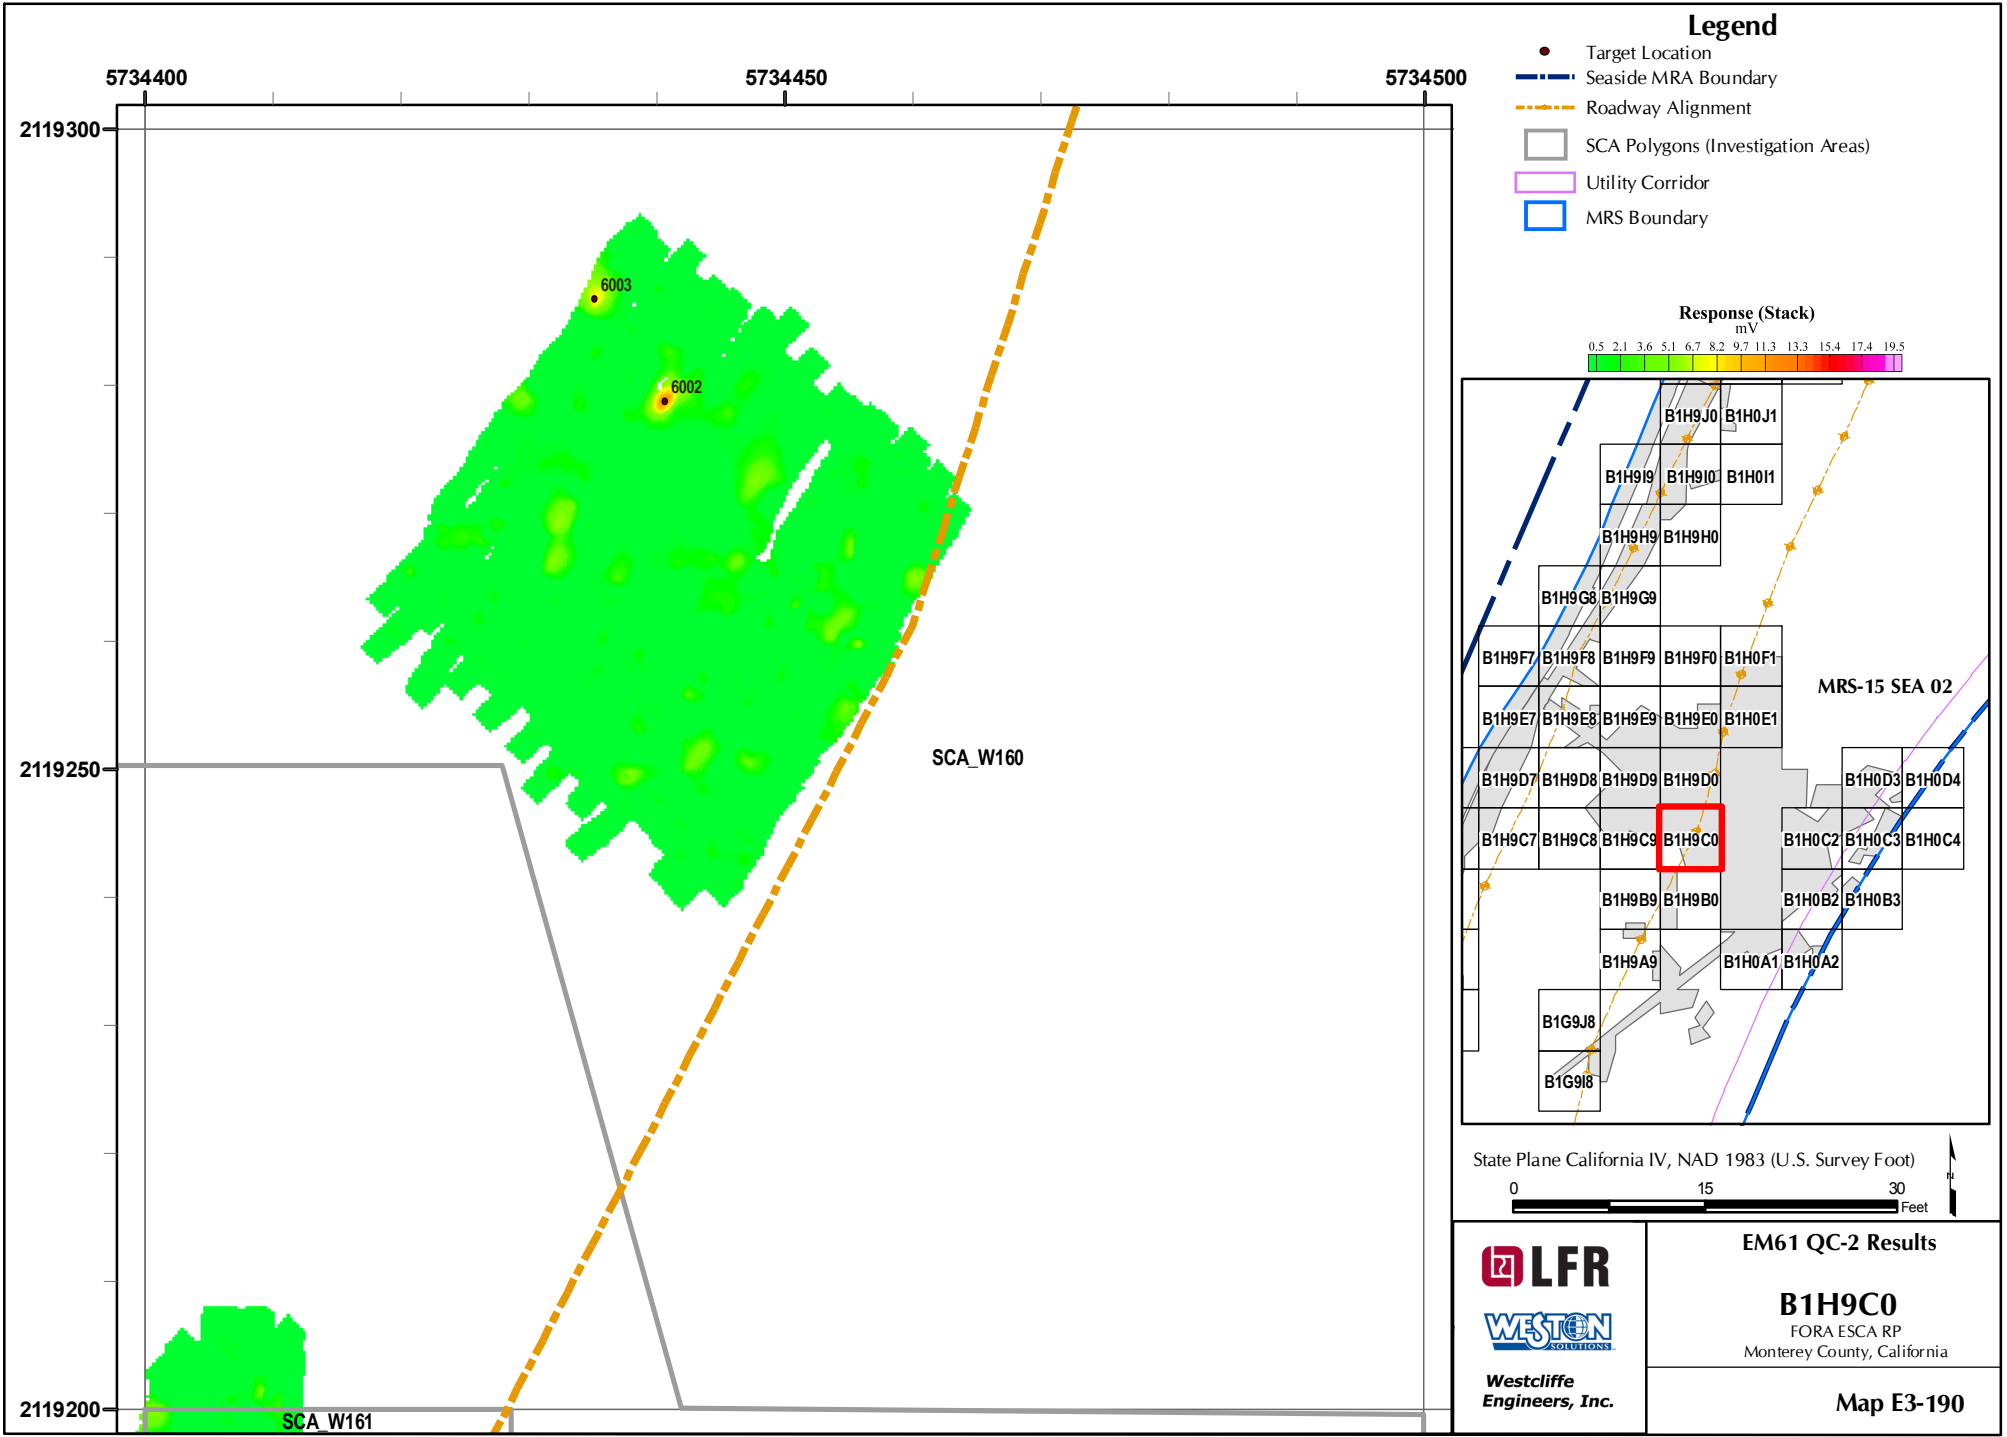 Legend
Target Location
Seaside MRA Boundary
Roadway Alignment
SCA Polygons (Investigation Areas)
Utility Corridor
MRS Boundary
5734400 5734450 5734500
2119300
2119250
2119200
6003
6002
SCA_W160
SCA_W161
Response (Stack)
mV
0.5 2.1 3.6 5.1 6.7 8.2 9.7 11.3 13.3 15.4 17.4 19.5
B1H9J0 B1H0J1
B1H9I9 B1H9I0 B1H0I1
B1H9H9 B1H9H0
B1H9G8 B1H9G9
B1H9F7 B1H9F8 B1H9F9 B1H9F0 B1H0F1
MRS-15 SEA 02
B1H9E7 B1H9E8 B1H9E9 B1H9E0 B1H0E1
B1H9D7 B1H9D8 B1H9D9 B1H9D0 B1H0D3 B1H0D4
B1H9C7 B1H9C8 B1H9C9 B1H9C0 B1H0C2 B1H0C3 B1H0C4
B1H9B9 B1H9B0 B1H0B2 B1H0B3
B1H9A9 B1H0A1 B1H0A2
B1G9J8
B1G9I8
State Plane California IV, NAD 1983 (U.S. Survey Foot)
0 15 30
Feet
N
LFR
WESTON
SOLUTIONS
Westcliffe
Engineers, Inc.
EM61 QC-2 Results
B1H9C0
FORA ESCA RP
Monterey County, California
Map E3-190